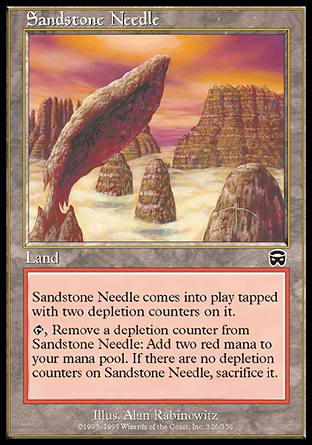 Sandstone Needle
Land
Sandstone Needle comes into play tapped
with two depletion counters on it.
, Remove a depletion counter from
Sandstone Needle: Add two red mana to
your mana pool. If there are no depletion
counters on Sandstone Needle, sacrifice it.
Illus. Alan Rabinowitz
©1993-1999 Wizards of the Coast, Inc. 326/350